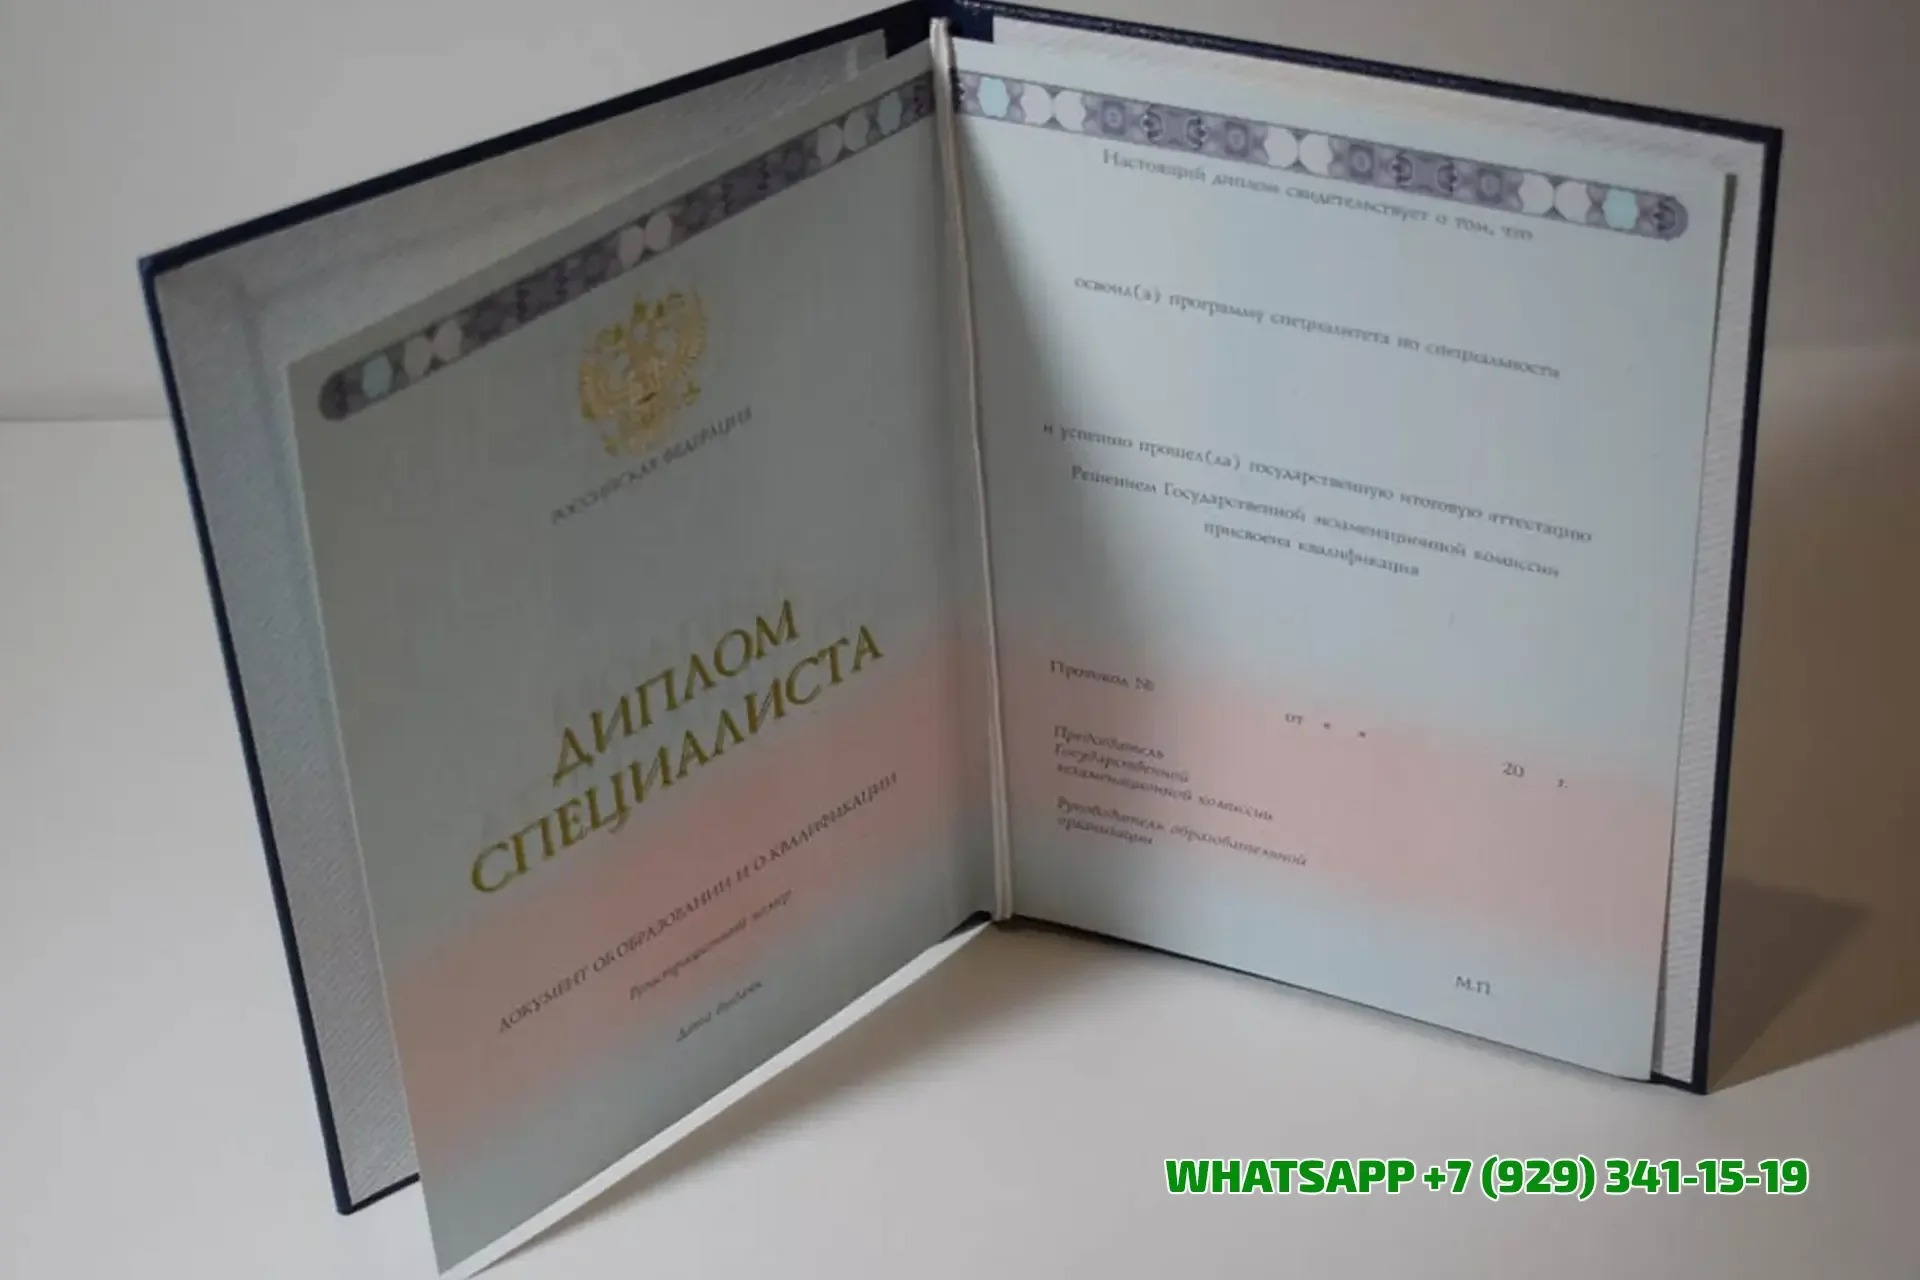 РОССИЙСКАЯ ФЕДЕРАЦИЯ
ДИПЛОМ
СПЕЦИАЛИСТА
ДОКУМЕНТ ОБ ОБРАЗОВАНИИ И О КВАЛИФИКАЦИИ
Регистрационный номер
Дата выдачи
Настоящий диплом свидетельствует о том, что
освоил(а) программу специалитета по специальности
и успешно прошел(ла) государственную итоговую аттестацию
Решением Государственной экзаменационной комиссии
присвоена квалификация
Протокол №
от « »
20 г.
Председатель
Государственной
экзаменационной комиссии
Руководитель образовательной
организации
М.П.
WHATSAPP +7 (929) 341-15-19